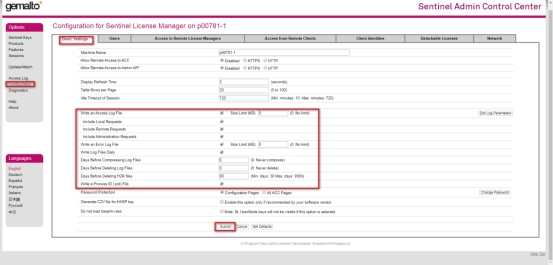 gemalto
Sentinel Admin Control Center
Options
Sentinel Keys
Products
Features
Sessions
Update/Attach
Access Log
Diagnostics
Help
About
Languages
English
Deutsch
Español
Français
Italiano
日本語
Русский
中文
Configuration for Sentinel License Manager on p00781-1
Basic Settings
Users
Access to Remote License Managers
Access from Remote Clients
Client Identities
Detachable Licenses
Network
Machine Name
p00781-1
Allow Remote Access to ACC
Disabled HTTPS HTTP
Allow Remote Access to Admin API
Disabled HTTPS HTTP
Display Refresh Time
3 (seconds)
Table Rows per Page
20 (5 to 100)
Idle Timeout of Session
720 (Min: minutes: 10 Max: minutes: 720)
Write an Access Log File
Size Limit (KB): 0 (0: No limit)
Edit Log Parameters
Include Local Requests
Include Remote Requests
Include Administration Requests
Write an Error Log File
Size Limit (KB): 0 (0: No limit)
Write Log Files Daily
Days Before Compressing Log Files
0 (0: Never compress)
Days Before Deleting Log Files
0 (0: Never delete)
Days Before Deleting H2R files
90 (Min: days: 30 Max: days: 9999)
Write a Process ID (.pid) File
Password Protection
Configuration Pages All ACC Pages
Change Password
Generate C2V file for HASP key
Enable this option only if recommended by your software vendor
Do not load hasplmv.exe
Note: SL UserMode keys will not be visible if this option is selected
Submit Cancel Set Defaults